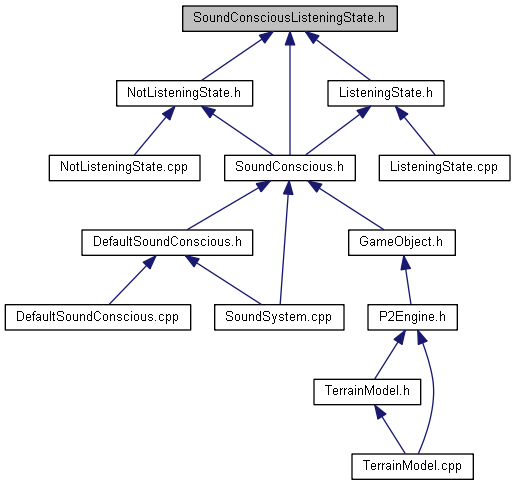 SoundConsciousListeningState.h
NotListeningState.h
ListeningState.h
NotListeningState.cpp
SoundConscious.h
ListeningState.cpp
DefaultSoundConscious.h
GameObject.h
DefaultSoundConscious.cpp
SoundSystem.cpp
P2Engine.h
TerrainModel.h
TerrainModel.cpp